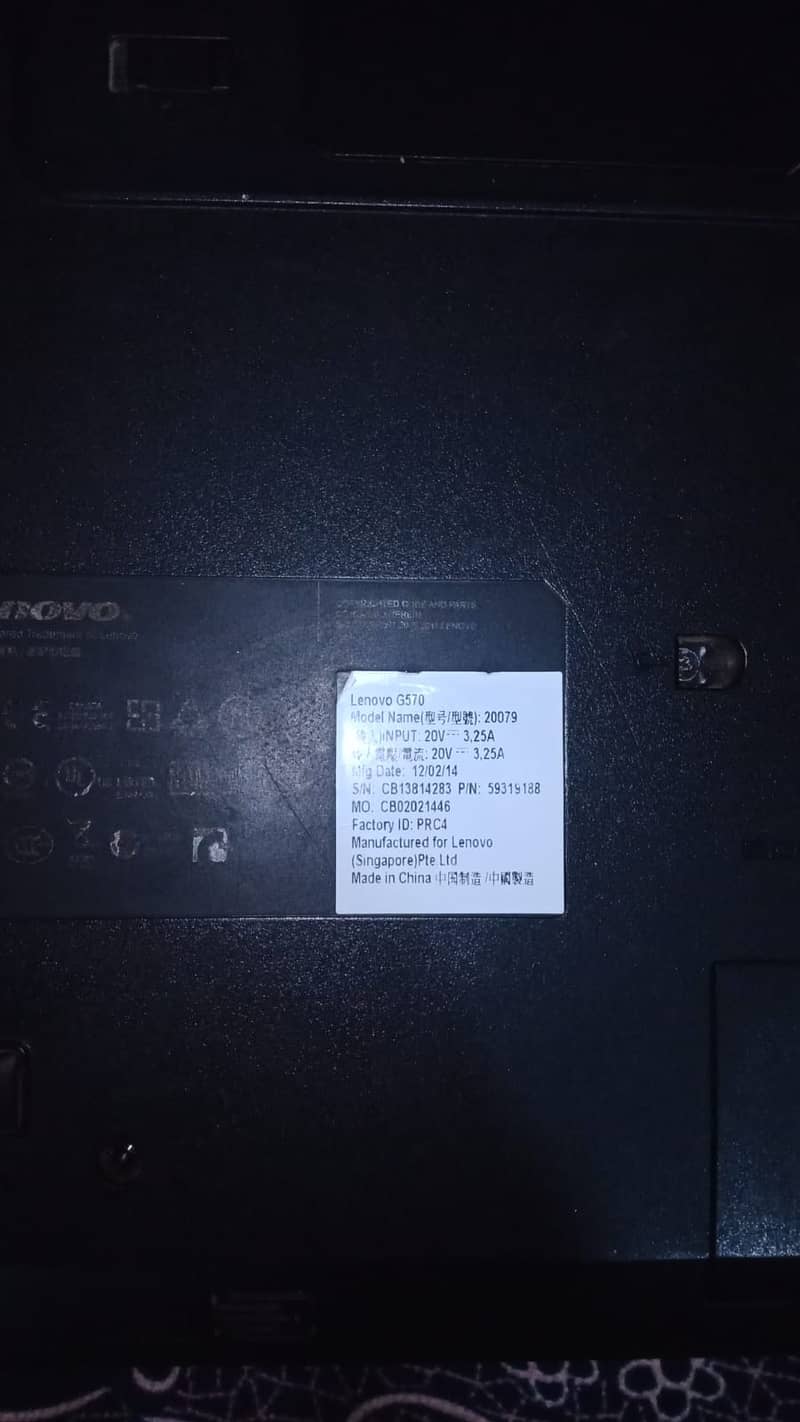 Lenovo G570
Model Name(型号/型號): 20079
INPUT: 20V 3.25A
電流: 20V 3.25A
Mfg Date: 12/02/14
S/N: CB13814283 P/N: 59319188
MO: CB02021446
Factory ID: PRC4
Manufactured for Lenovo
(Singapore)Pte.Ltd
Made in China 中国制造/中國製造